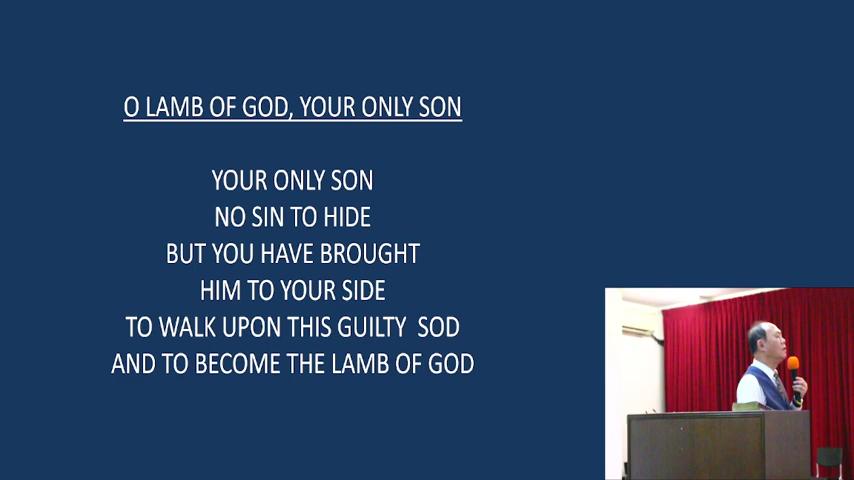 O LAMB OF GOD, YOUR ONLY SON
YOUR ONLY SON
NO SIN TO HIDE
BUT YOU HAVE BROUGHT
HIM TO YOUR SIDE
TO WALK UPON THIS GUILTY  SOD
AND TO BECOME THE LAMB OF GOD